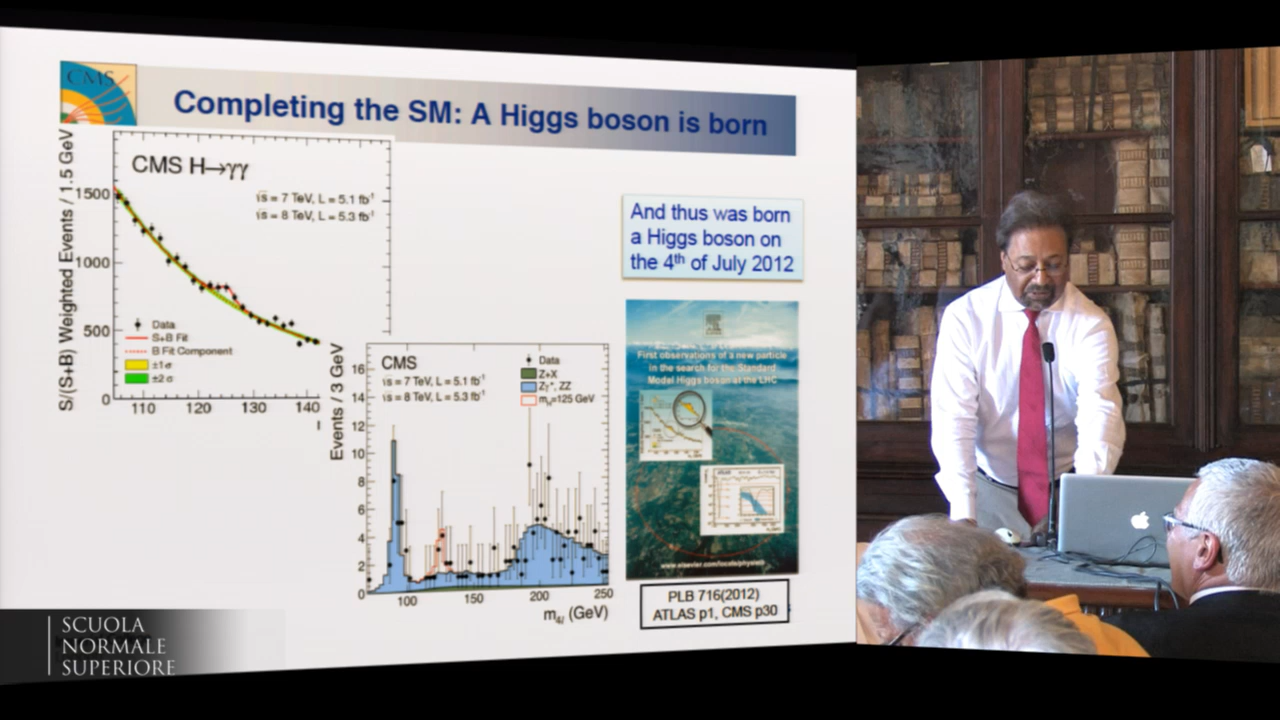 CMS
Completing the SM: A Higgs boson is born
CMS H→γγ
√s = 7 TeV, L = 5.1 fb⁻¹
√s = 8 TeV, L = 5.3 fb⁻¹
S/(S+B) Weighted Events / 1.5 GeV
1500
1000
500
0
Data
S+B Fit
B Fit Component
±1σ
±2σ
110
120
130
140
CMS
√s = 7 TeV, L = 5.1 fb⁻¹
√s = 8 TeV, L = 5.3 fb⁻¹
Events / 3 GeV
16
14
12
10
8
6
4
2
0
Data
Z+X
Zγ*, ZZ
m_H=125 GeV
100
150
200
250
m_4l (GeV)
And thus was born
a Higgs boson on
the 4th of July 2012
First observations of a new particle
in the search for the Standard
Model Higgs boson at the LHC
PLB 716(2012)
ATLAS p1, CMS p30
SCUOLA
NORMALE
SUPERIORE